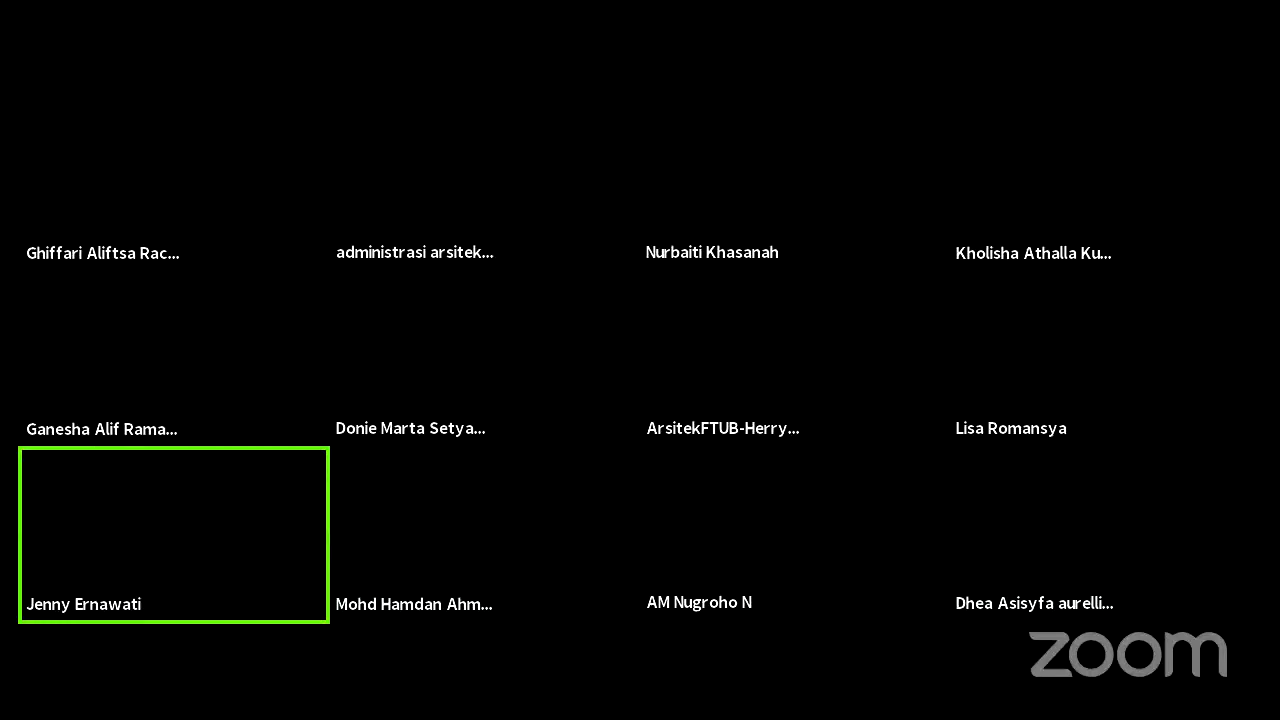 Ghiffari Aliftsa Rac...
administrasi arsitek...
Nurbaiti Khasanah
Kholisha Athalla Ku...
Ganesha Alif Rama...
Donie Marta Setya...
ArsitekFTUB-Herry...
Lisa Romansya
Jenny Ernawati
Mohd Hamdan Ahm...
AM Nugroho N
Dhea Asisyfa aurelli...
zoom